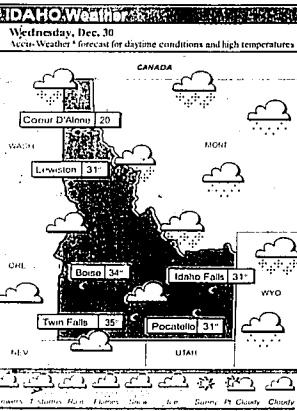 IDAHO Weather
Wednesday, Dec. 30
Accu-Weather® forecast for daytime conditions and high temperatures
CANADA
Coeur D'Alene 20
WASH
MONT
Lewiston 31°
ORE
Boise 34°
Idaho Falls 31°
WYO
Twin Falls 35°
Pocatello 31°
NEV
UTAH
Showers T-storms Rain Flurries Snow Ice Sunny Pt. Cloudy Cloudy